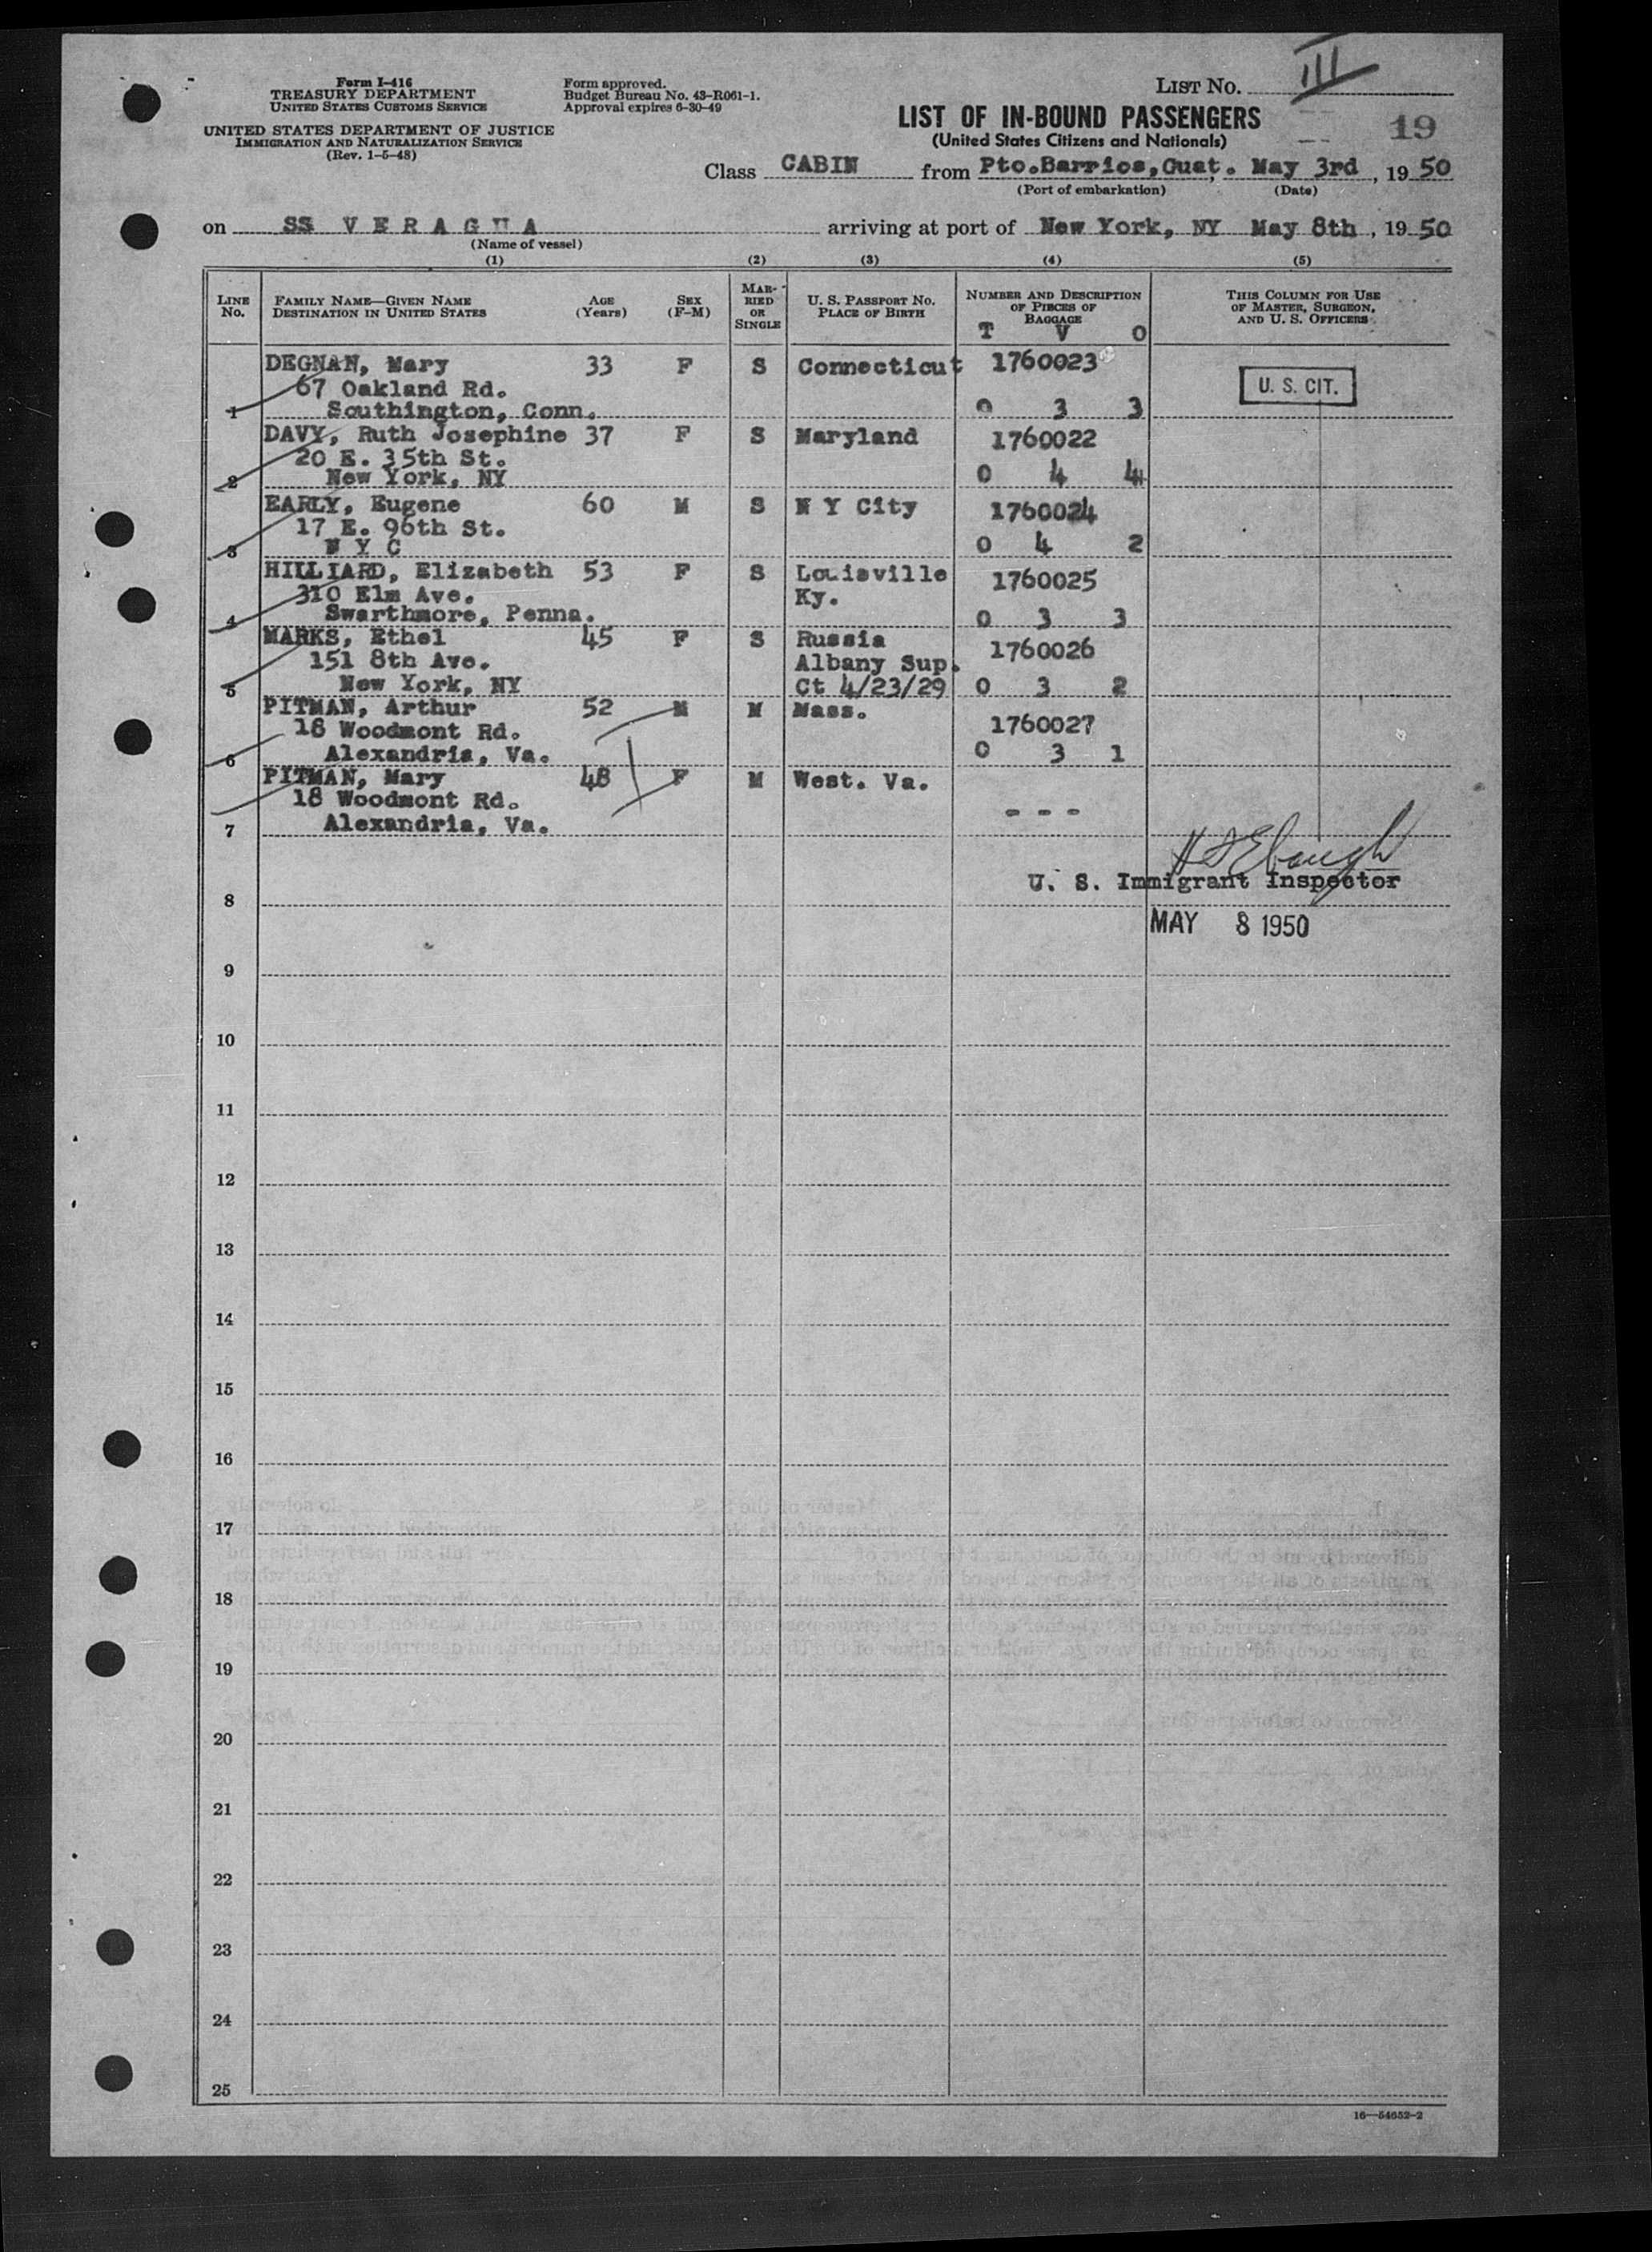 Form I-416
TREASURY DEPARTMENT
UNITED STATES CUSTOMS SERVICE
UNITED STATES DEPARTMENT OF JUSTICE
IMMIGRATION AND NATURALIZATION SERVICE
(Rev. 1-5-48)
Form approved.
Budget Bureau No. 43-R061-1.
Approval expires 6-30-49
LIST NO. III
LIST OF IN-BOUND PASSENGERS
(United States Citizens and Nationals)
19
Class CABIN from Pto.Barrios,Guat. May 3rd, 1950
(Port of embarkation) (Date)
on SS VERAGUA arriving at port of New York, NY May 8th, 1950
(Name of vessel)
(1) (2) (3) (4) (5)
LINE NO.
FAMILY NAME—GIVEN NAME
DESTINATION IN UNITED STATES
AGE (Years)
SEX (F-M)
MARRIED OR SINGLE
U. S. PASSPORT NO.
PLACE OF BIRTH
NUMBER AND DESCRIPTION OF PIECES OF BAGGAGE
T V O
THIS COLUMN FOR USE OF MASTER, SURGEON, AND U. S. OFFICERS
DEGNAN, Mary 33 F S Connecticut 1760023
67 Oakland Rd. U. S. CIT.
1 Southington, Conn. 0 3 3
DAVY, Ruth Josephine 37 F S Maryland 1760022
20 E. 35th St.
2 New York, NY 0 4 4
EARLY, Eugene 60 M S N Y City 1760024
17 E. 96th St.
3 N Y C 0 4 2
HILLIARD, Elizabeth 53 F S Louisville 1760025
310 Elm Ave. Ky.
4 Swarthmore, Penna. 0 3 3
MARKS, Ethel 45 F S Russia 1760026
151 8th Ave. Albany Sup.
5 New York, NY Ct 4/23/29 0 3 2
PITMAN, Arthur 52 M M Mass. 1760027
18 Woodmont Rd.
6 Alexandria, Va. 0 3 1
PITMAN, Mary 48 F M West. Va.
18 Woodmont Rd. - - -
7 Alexandria, Va.
U. S. Immigrant Inspector
8
MAY 8 1950
9
10
11
12
13
14
15
16
17
18
19
20
21
22
23
24
25
16—54652-2